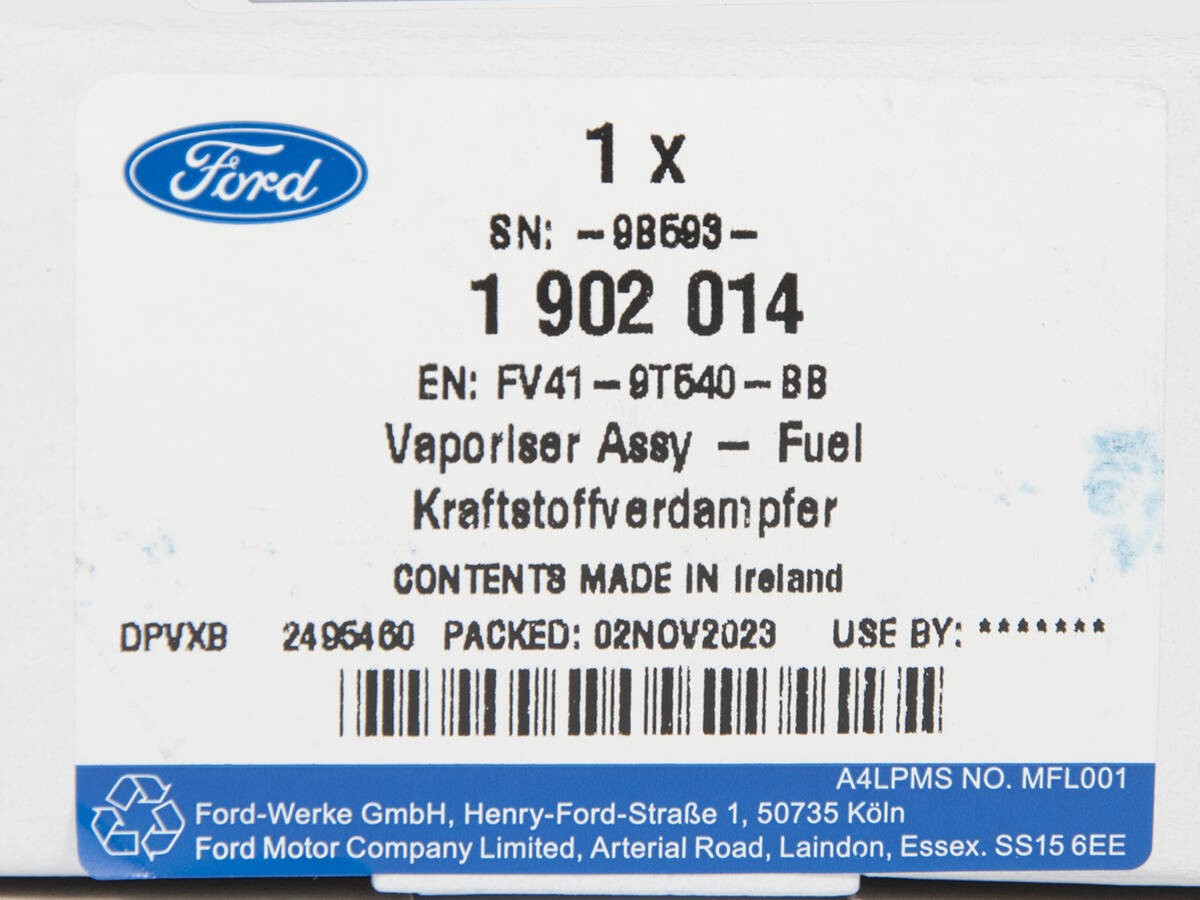 Ford
1 x
SN: -9B593-
1 902 014
EN: FV41-9T540-BB
Vaporiser Assy - Fuel
Kraftstoffverdampfer
CONTENTS MADE IN Ireland
DPVXB 2495460 PACKED: 02NOV2023 USE BY: *******
A4LPMS NO. MFL001
Ford-Werke GmbH, Henry-Ford-Straße 1, 50735 Köln
Ford Motor Company Limited, Arterial Road, Laindon, Essex. SS15 6EE